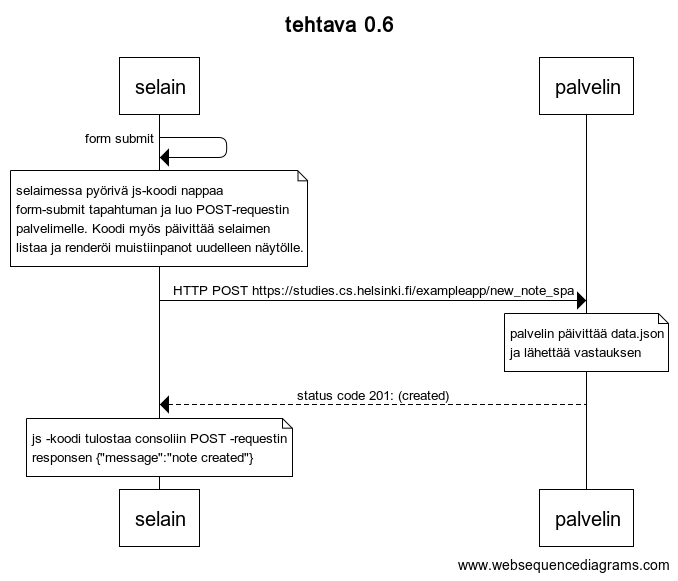 tehtava 0.6
selain
palvelin
form submit
selaimessa pyörivä js-koodi nappaa
form-submit tapahtuman ja luo POST-requestin
palvelimelle. Koodi myös päivittää selaimen
listaa ja renderöi muistiinpanot uudelleen näytölle.
HTTP POST https://studies.cs.helsinki.fi/exampleapp/new_note_spa
palvelin päivittää data.json
ja lähettää vastauksen
status code 201: (created)
js -koodi tulostaa consoliin POST -requestin
responsen {"message":"note created"}
selain
palvelin
www.websequencediagrams.com